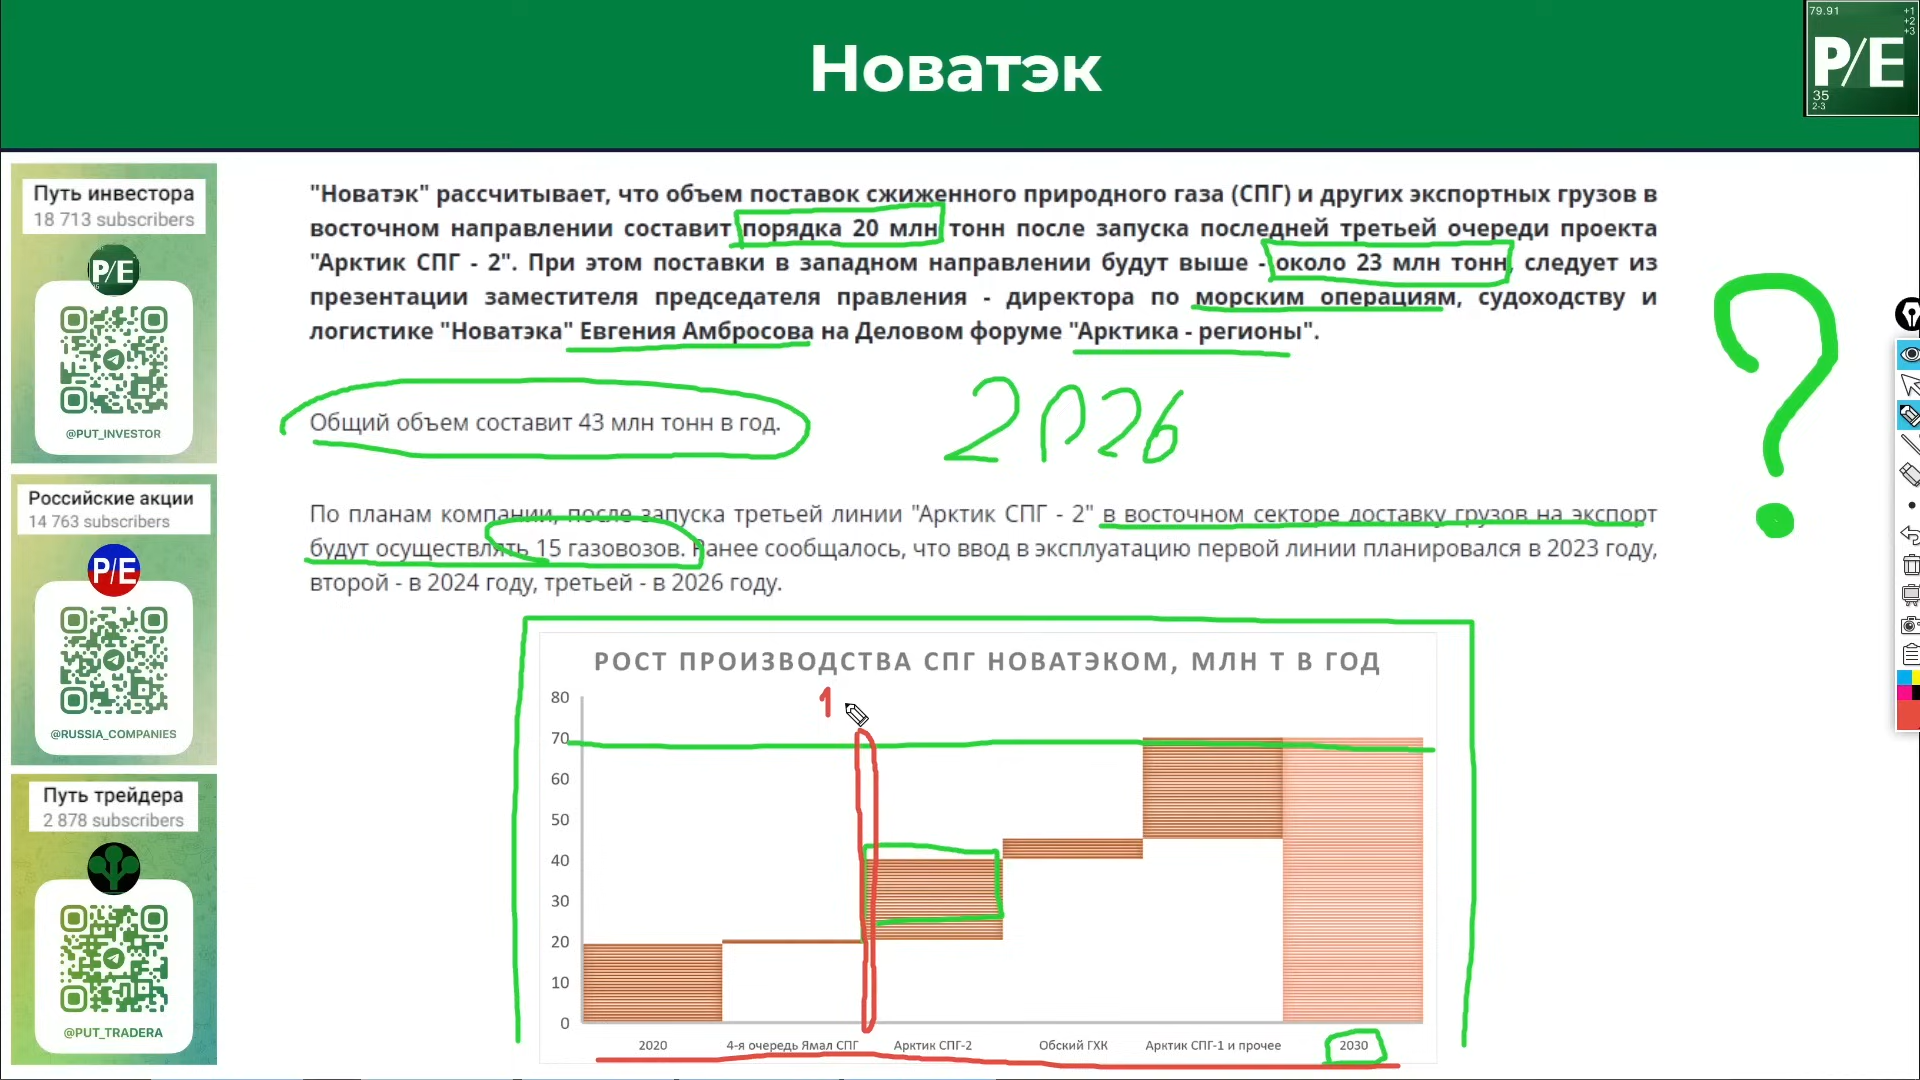 Новатэк
79.91
+1
+2
+3
P/E
35
2-3
Путь инвестора
18 713 subscribers
P/E
@PUT_INVESTOR
Российские акции
14 763 subscribers
P/E
@RUSSIA_COMPANIES
Путь трейдера
2 878 subscribers
@PUT_TRADERA
"Новатэк" рассчитывает, что объем поставок сжиженного природного газа (СПГ) и других экспортных грузов в
восточном направлении составит порядка 20 млн тонн после запуска последней третьей очереди проекта
"Арктик СПГ - 2". При этом поставки в западном направлении будут выше - около 23 млн тонн, следует из
презентации заместителя председателя правления - директора по морским операциям, судоходству и
логистике "Новатэка" Евгения Амбросова на Деловом форуме "Арктика - регионы".
Общий объем составит 43 млн тонн в год.
2026
?
По планам компании, после запуска третьей линии "Арктик СПГ - 2" в восточном секторе доставку грузов на экспорт
будут осуществлять 15 газовозов. Ранее сообщалось, что ввод в эксплуатацию первой линии планировался в 2023 году,
второй - в 2024 году, третьей - в 2026 году.
РОСТ ПРОИЗВОДСТВА СПГ НОВАТЭКОМ, МЛН Т В ГОД
1
80
70
60
50
40
30
20
10
0
2020
4-я очередь Ямал СПГ
Арктик СПГ-2
Обский ГХК
Арктик СПГ-1 и прочее
2030